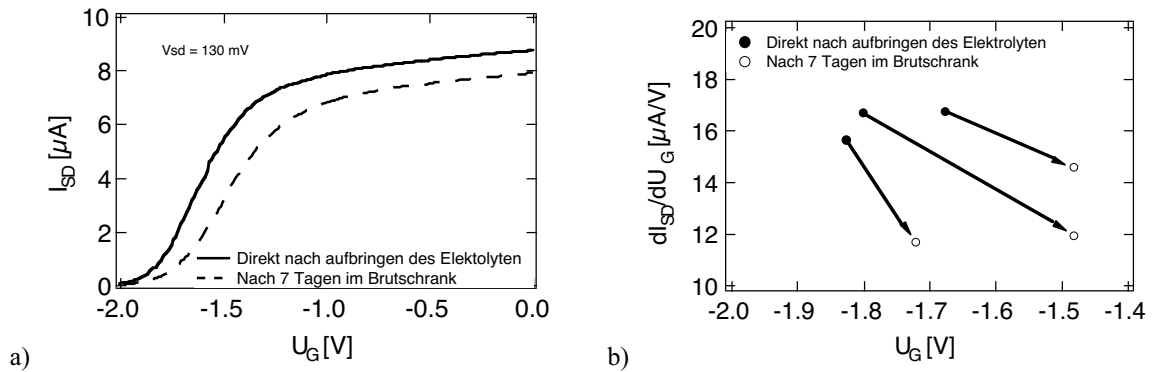 10
8
6
4
2
0
I_SD [µA]
Vsd = 130 mV
Direkt nach aufbringen des Elektolyten
Nach 7 Tagen im Brutschrank
-2.0 -1.5 -1.0 -0.5 0.0
U_G [V]
a)
20
18
16
14
12
10
dI_SD/dU_G [µA/V]
Direkt nach aufbringen des Elektrolyten
Nach 7 Tagen im Brutschrank
-2.0 -1.9 -1.8 -1.7 -1.6 -1.5 -1.4
U_G [V]
b)